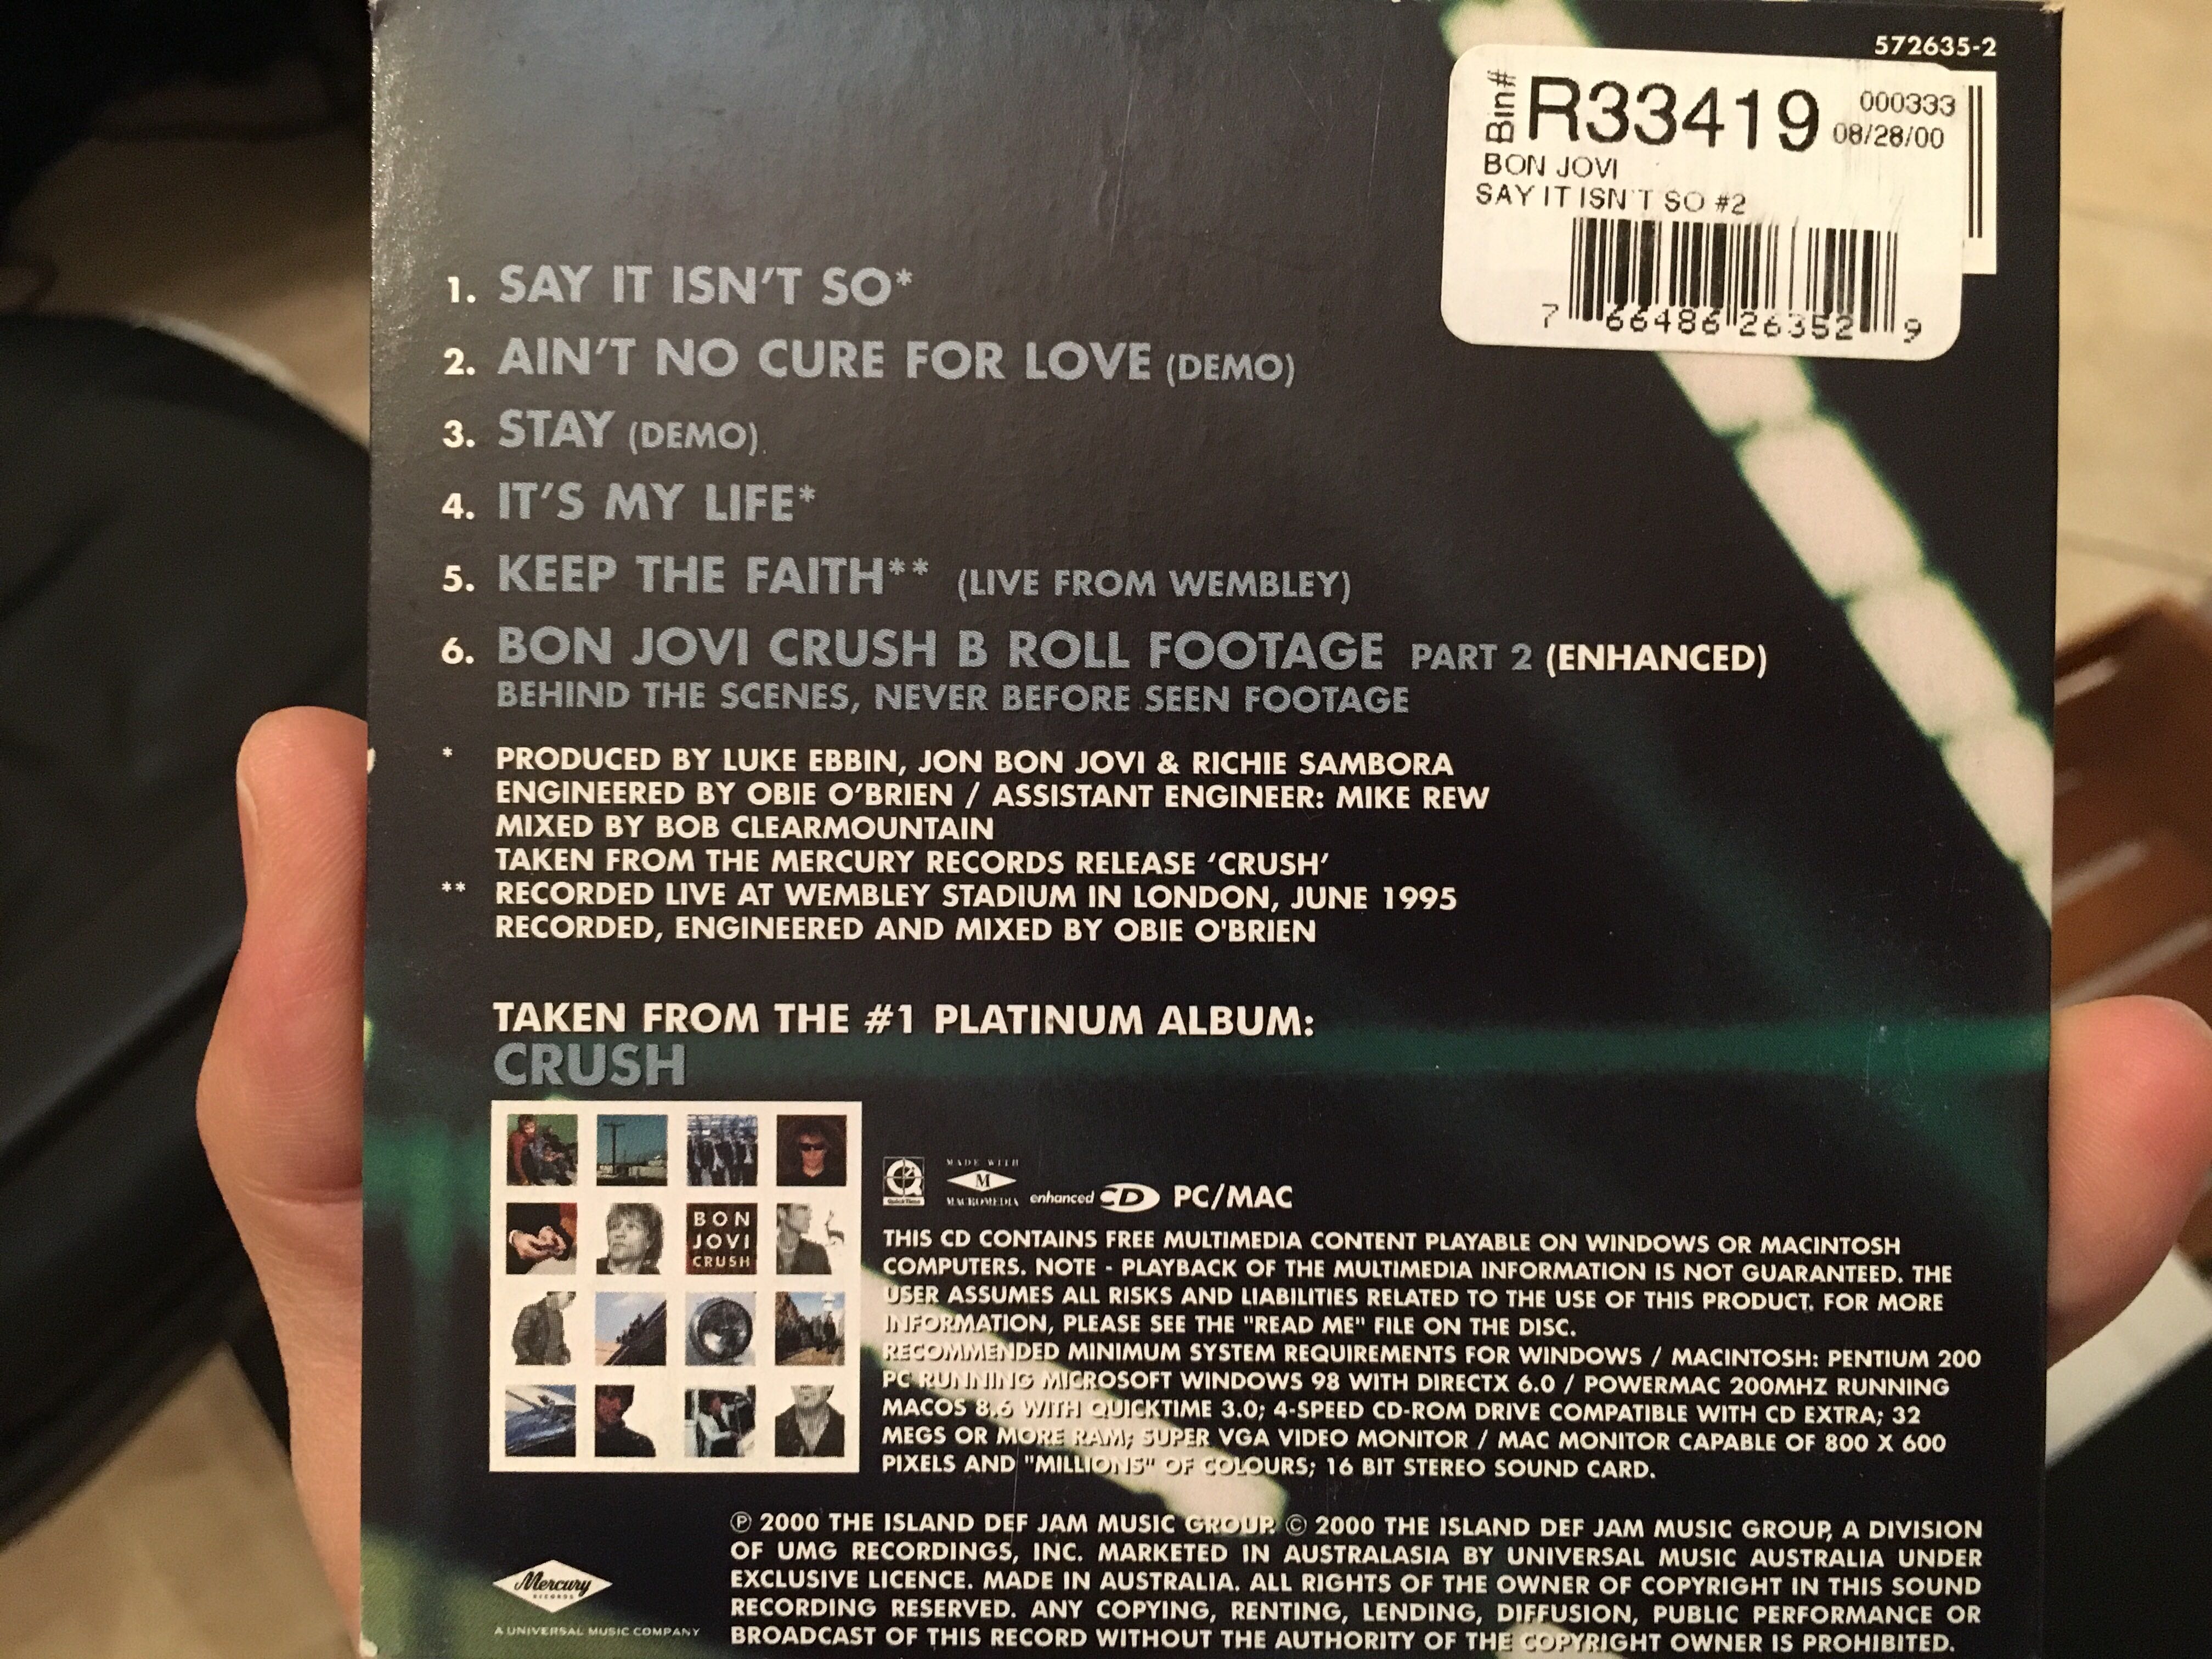 572635-2
Bin# R33419 000333
08/28/00
BON JOVI
SAY IT ISN'T SO #2
7 66486 26352 9
1. SAY IT ISN'T SO*
2. AIN'T NO CURE FOR LOVE (DEMO)
3. STAY (DEMO)
4. IT'S MY LIFE*
5. KEEP THE FAITH** (LIVE FROM WEMBLEY)
6. BON JOVI CRUSH B ROLL FOOTAGE PART 2 (ENHANCED)
BEHIND THE SCENES, NEVER BEFORE SEEN FOOTAGE
* PRODUCED BY LUKE EBBIN, JON BON JOVI & RICHIE SAMBORA
ENGINEERED BY OBIE O'BRIEN / ASSISTANT ENGINEER: MIKE REW
MIXED BY BOB CLEARMOUNTAIN
TAKEN FROM THE MERCURY RECORDS RELEASE 'CRUSH'
** RECORDED LIVE AT WEMBLEY STADIUM IN LONDON, JUNE 1995
RECORDED, ENGINEERED AND MIXED BY OBIE O'BRIEN
TAKEN FROM THE #1 PLATINUM ALBUM:
CRUSH
BON
JOVI
CRUSH
QuickTime
MADE WITH
M
MACROMEDIA
enhanced CD PC/MAC
THIS CD CONTAINS FREE MULTIMEDIA CONTENT PLAYABLE ON WINDOWS OR MACINTOSH
COMPUTERS. NOTE - PLAYBACK OF THE MULTIMEDIA INFORMATION IS NOT GUARANTEED. THE
USER ASSUMES ALL RISKS AND LIABILITIES RELATED TO THE USE OF THIS PRODUCT. FOR MORE
INFORMATION, PLEASE SEE THE "READ ME" FILE ON THE DISC.
RECOMMENDED MINIMUM SYSTEM REQUIREMENTS FOR WINDOWS / MACINTOSH: PENTIUM 200
PC RUNNING MICROSOFT WINDOWS 98 WITH DIRECTX 6.0 / POWERMAC 200MHZ RUNNING
MACOS 8.6 WITH QUICKTIME 3.0; 4-SPEED CD-ROM DRIVE COMPATIBLE WITH CD EXTRA; 32
MEGS OR MORE RAM; SUPER VGA VIDEO MONITOR / MAC MONITOR CAPABLE OF 800 X 600
PIXELS AND "MILLIONS" OF COLOURS; 16 BIT STEREO SOUND CARD.
℗ 2000 THE ISLAND DEF JAM MUSIC GROUP. © 2000 THE ISLAND DEF JAM MUSIC GROUP, A DIVISION
OF UMG RECORDINGS, INC. MARKETED IN AUSTRALASIA BY UNIVERSAL MUSIC AUSTRALIA UNDER
EXCLUSIVE LICENCE. MADE IN AUSTRALIA. ALL RIGHTS OF THE OWNER OF COPYRIGHT IN THIS SOUND
RECORDING RESERVED. ANY COPYING, RENTING, LENDING, DIFFUSION, PUBLIC PERFORMANCE OR
BROADCAST OF THIS RECORD WITHOUT THE AUTHORITY OF THE COPYRIGHT OWNER IS PROHIBITED.
Mercury
RECORDS
A UNIVERSAL MUSIC COMPANY